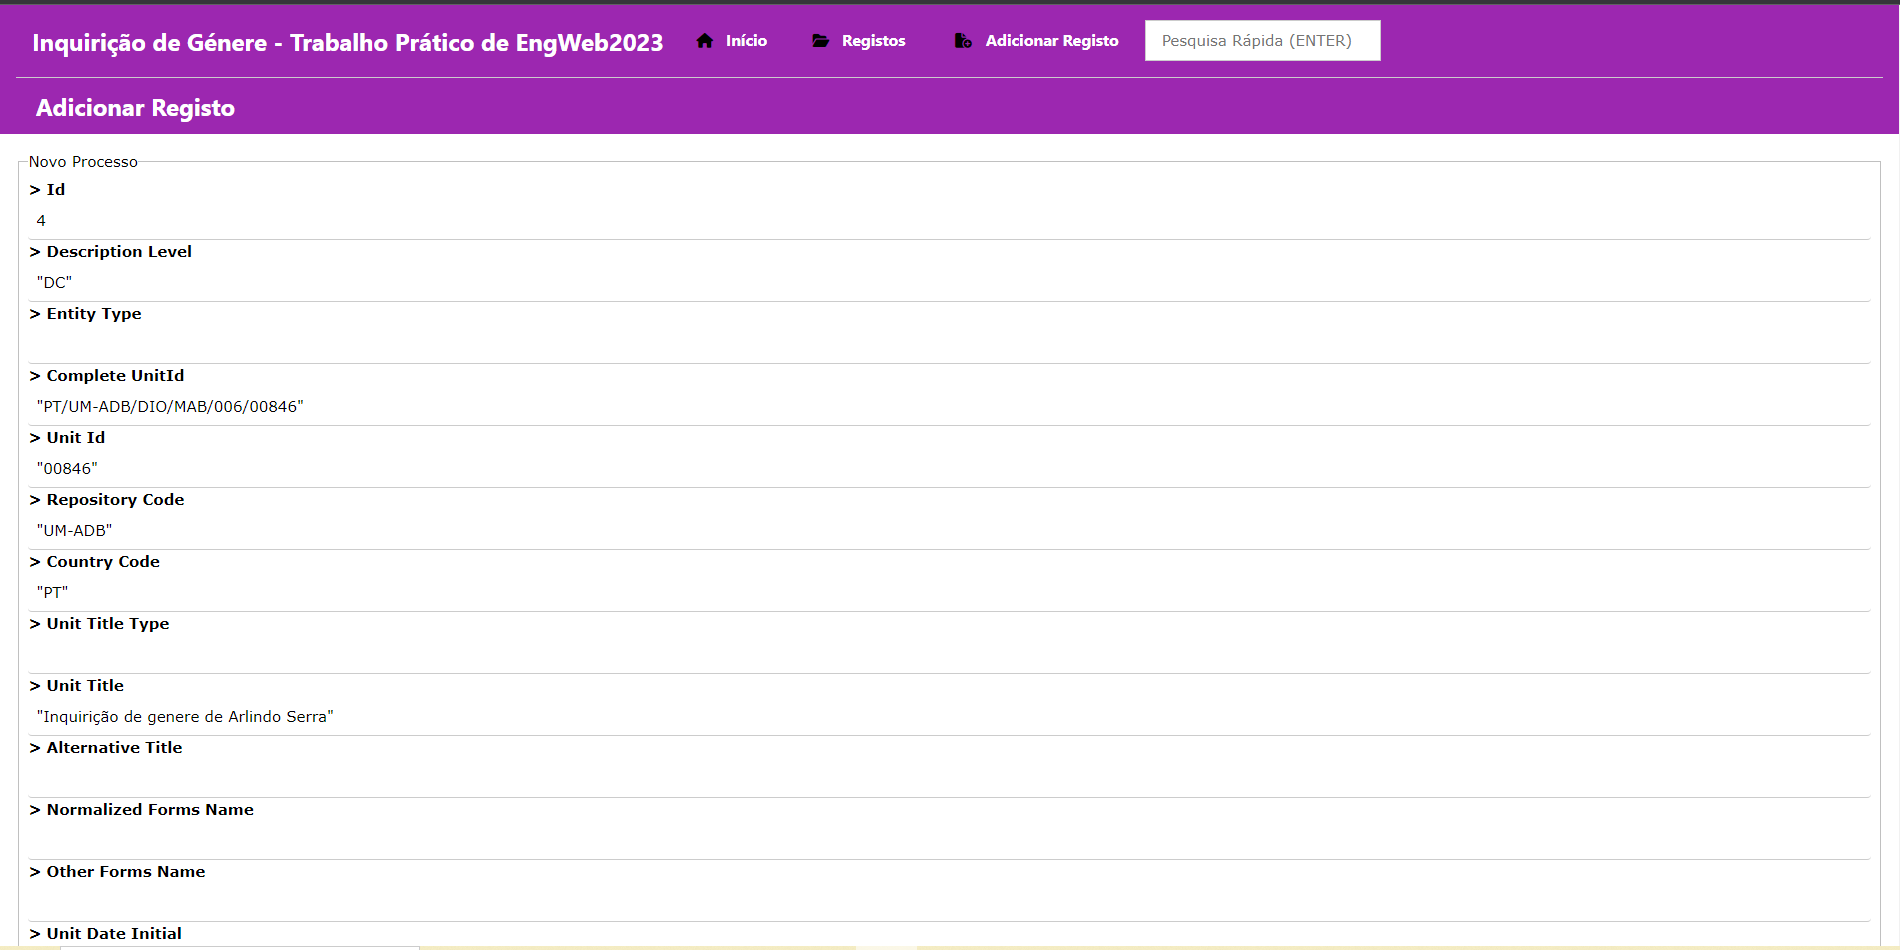 Inquirição de Génere - Trabalho Prático de EngWeb2023 Início Registos Adicionar Registo Pesquisa Rápida (ENTER)
Adicionar Registo
Novo Processo
> Id
4
> Description Level
"DC"
> Entity Type
> Complete UnitId
"PT/UM-ADB/DIO/MAB/006/00846"
> Unit Id
"00846"
> Repository Code
"UM-ADB"
> Country Code
"PT"
> Unit Title Type
> Unit Title
"Inquirição de genere de Arlindo Serra"
> Alternative Title
> Normalized Forms Name
> Other Forms Name
> Unit Date Initial